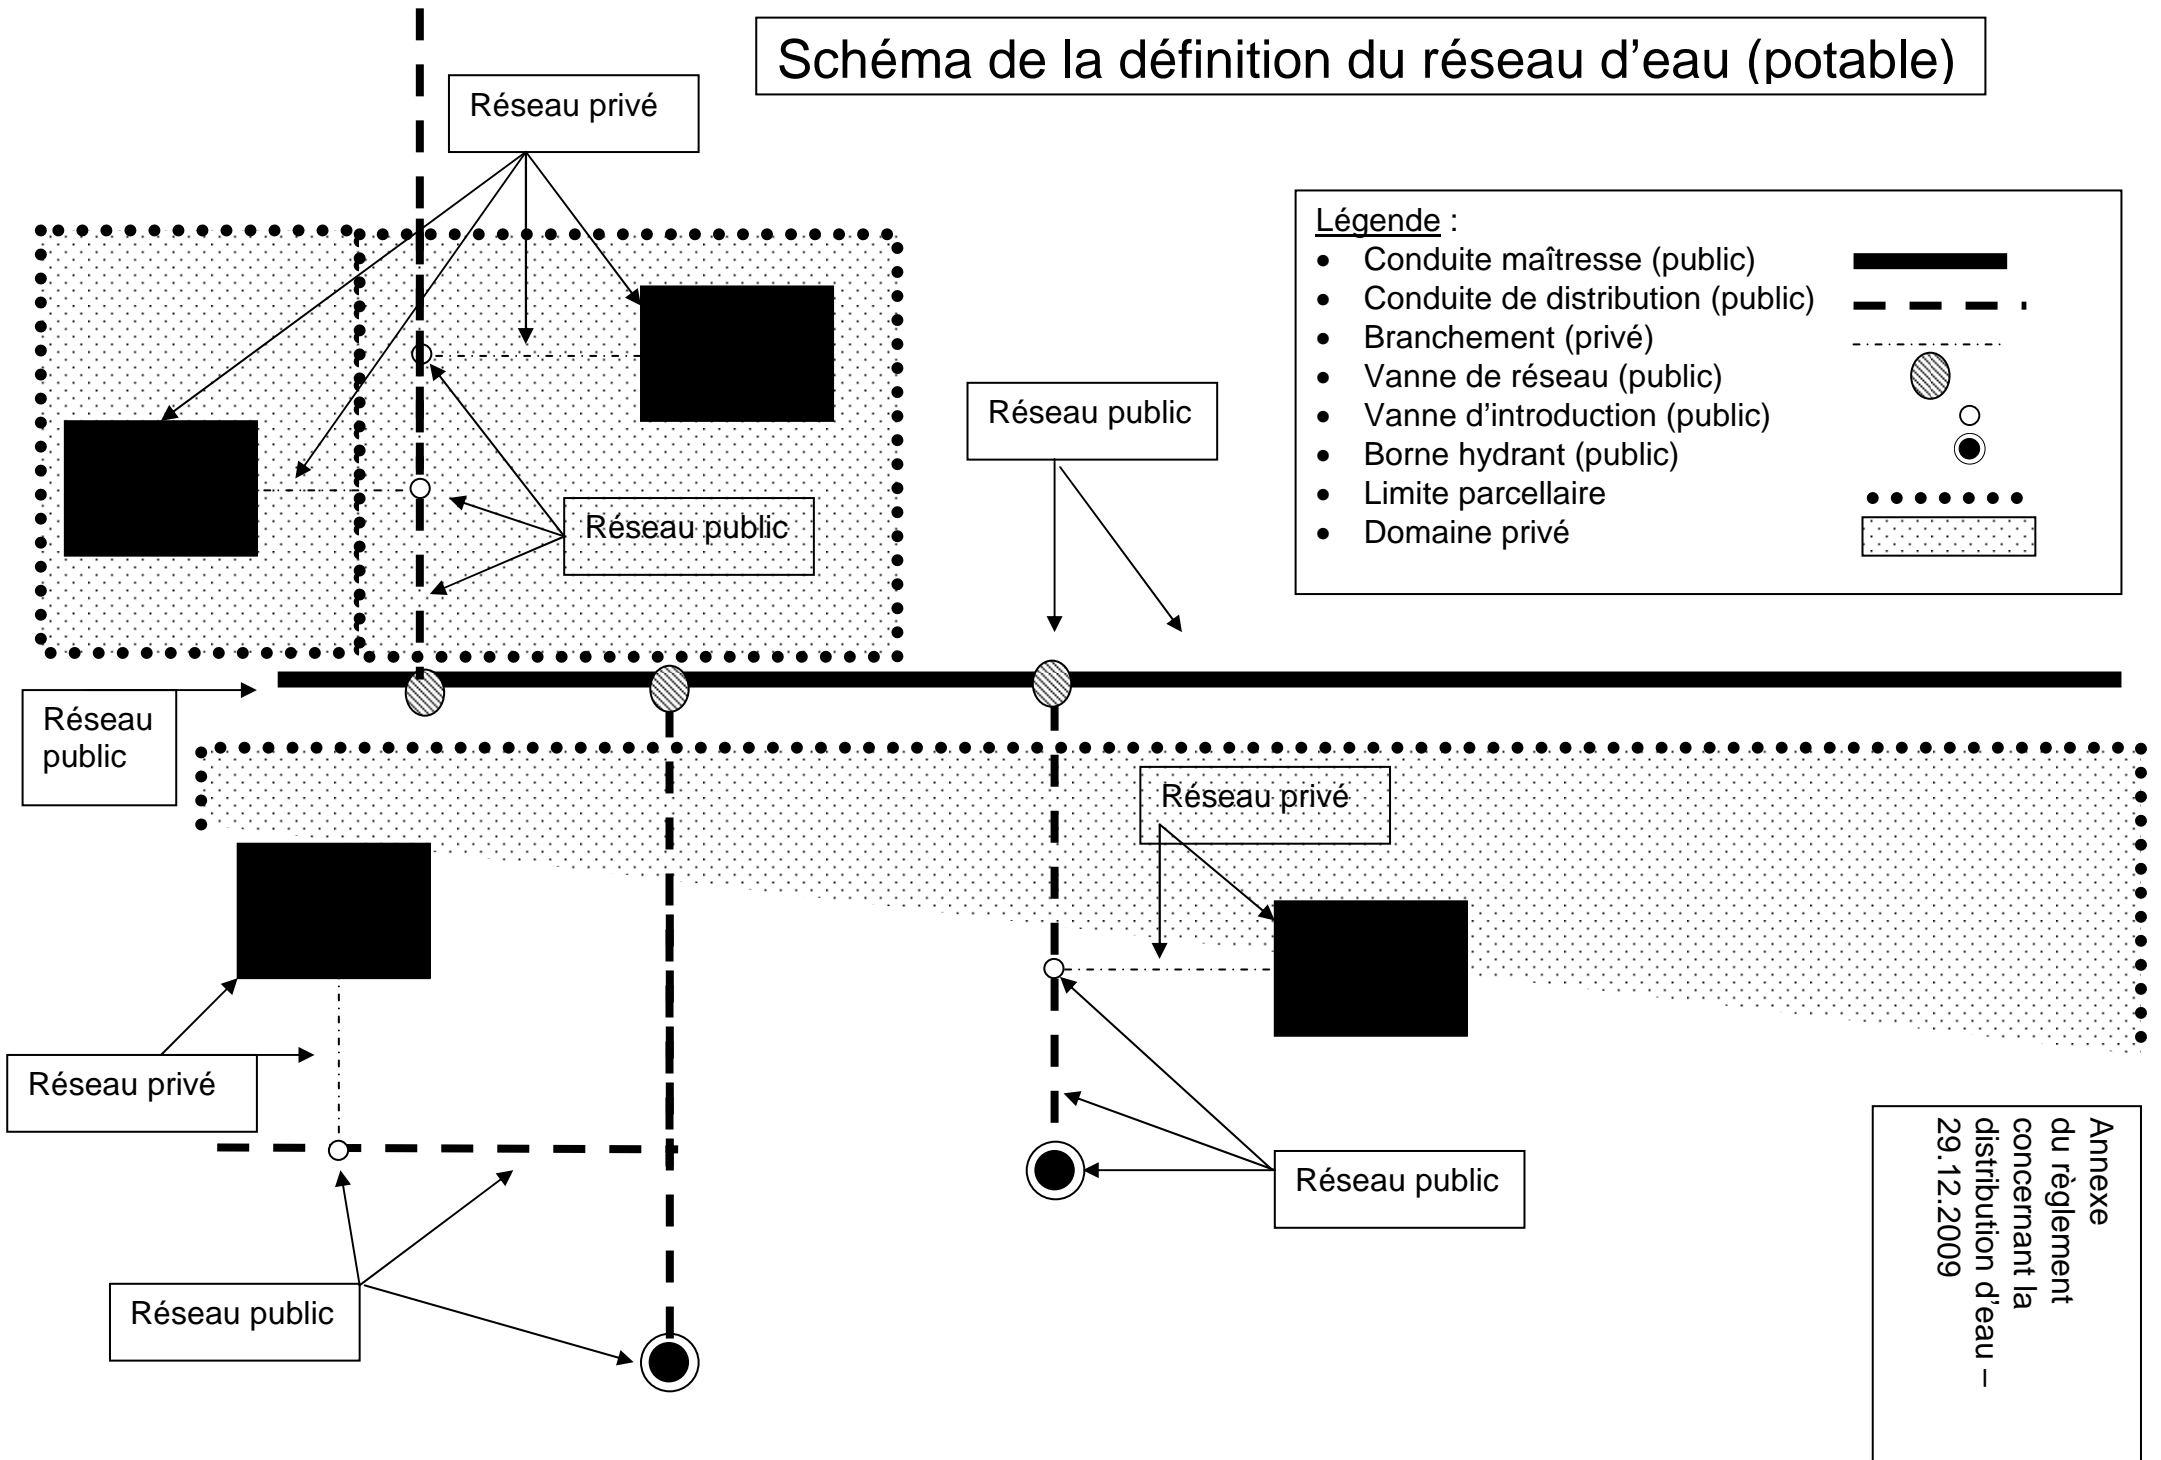 Schéma de la définition du réseau d'eau (potable)
Réseau privé
Légende :
• Conduite maîtresse (public)
• Conduite de distribution (public)
• Branchement (privé)
• Vanne de réseau (public)
• Vanne d'introduction (public)
• Borne hydrant (public)
• Limite parcellaire
• Domaine privé
Réseau public
Réseau public
Réseau
public
Réseau privé
Réseau privé
Réseau public
Réseau public
Annexe
du règlement
concernant la
distribution d'eau –
29.12.2009